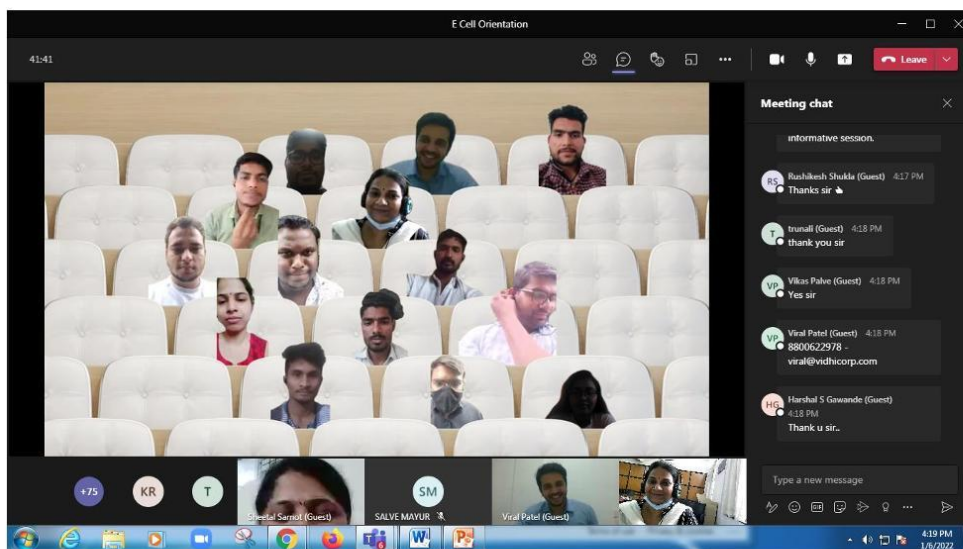 E Cell Orientation
41:41
Leave
Meeting chat
informative session.
RS
Rushikesh Shukla (Guest) 4:17 PM
Thanks sir
T
trunali (Guest) 4:18 PM
thank you sir
VP
Vikas Palve (Guest) 4:18 PM
Yes sir
VP
Viral Patel (Guest) 4:18 PM
8800622978 -
viral@vidhicorp.com
HG
Harshal S Gawande (Guest)
4:18 PM
Thank u sir..
Type a new message
GIF
+75
KR
T
SM
Sheetal Samot (Guest)
SALVE MAYUR
Viral Patel (Guest)
4:19 PM
1/6/2022